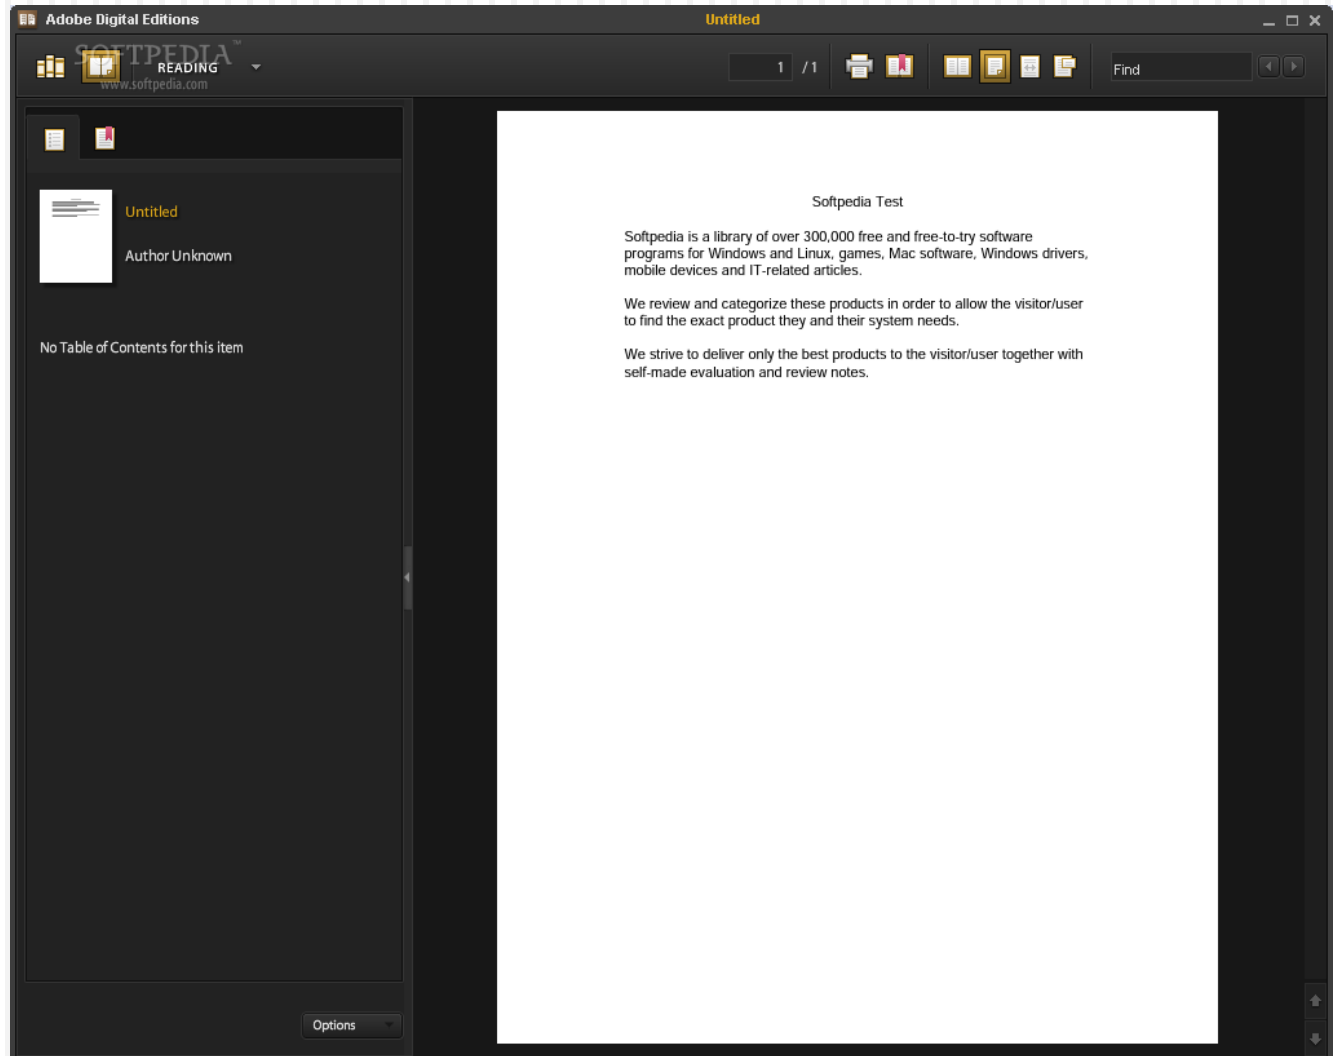 Adobe Digital Editions
Untitled
SOFTPEDIA™
READING
www.softpedia.com
1 /1
Find
Untitled
Author Unknown
No Table of Contents for this item
Softpedia Test
Softpedia is a library of over 300,000 free and free-to-try software
programs for Windows and Linux, games, Mac software, Windows drivers,
mobile devices and IT-related articles.
We review and categorize these products in order to allow the visitor/user
to find the exact product they and their system needs.
We strive to deliver only the best products to the visitor/user together with
self-made evaluation and review notes.
Options